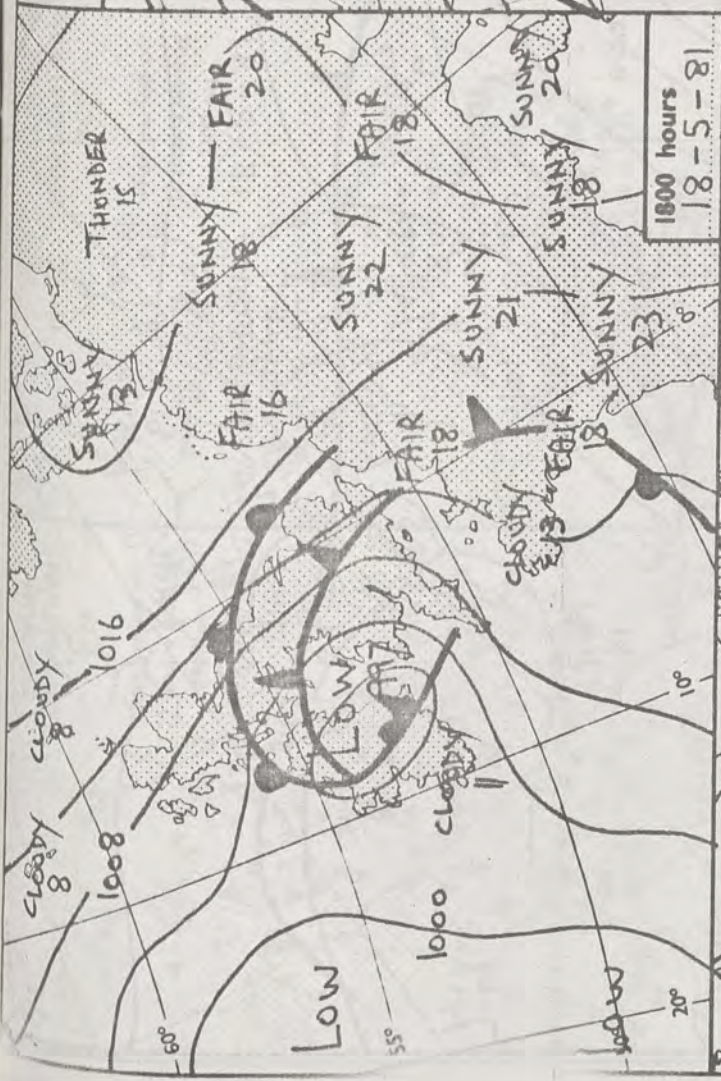 CLOUDY
8
CLOUDY
8
SUNNY
13
THUNDER
15
1016
1008
60°
SUNNY
18
FAIR
20
FAIR
16
LOW
LOW
997
SUNNY
22
FAIR
18
55°
1000
CLOUDY
11
FAIR
18
SUNNY
21
CLOUDY
13
FAIR
18
SUNNY
18
SUNNY
20
SUNNY
23
LOW
20°
10°
0°
1800 hours
18-5-81